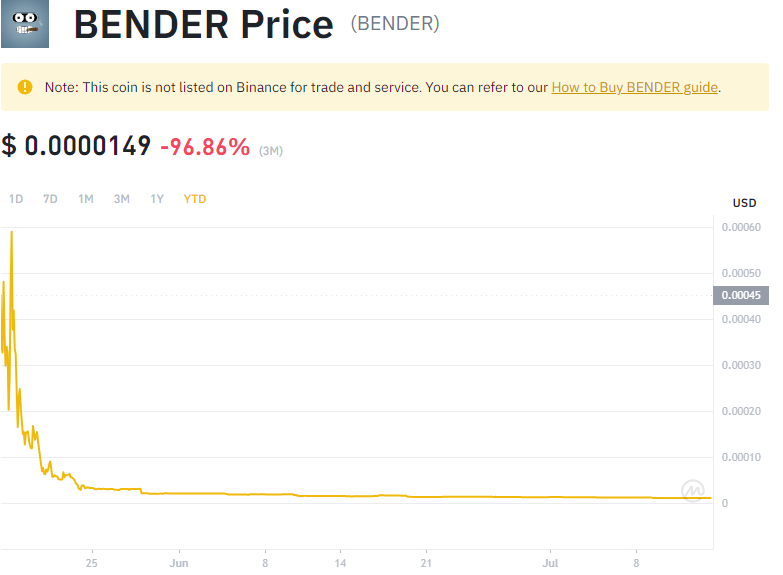 BENDER Price (BENDER)
Note: This coin is not listed on Binance for trade and service. You can refer to our How to Buy BENDER guide.
$ 0.0000149 -96.86% (3M)
1D 7D 1M 3M 1Y YTD
USD
0.00060
0.00050
0.00045
0.00040
0.00030
0.00020
0.00010
0
25 Jun 8 14 21 Jul 8